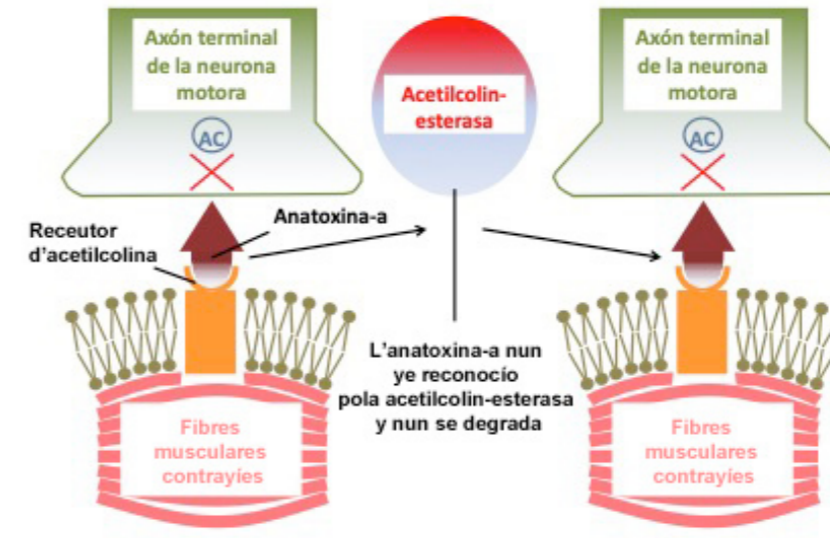 Axón terminal
de la neurona
motora
AC
Acetilcolin-
esterasa
Axón terminal
de la neurona
motora
AC
Receutor
d'acetilcolina
Anatoxina-a
L'anatoxina-a nun
ye reconocío
pola acetilcolin-esterasa
y nun se degrada
Fibres
musculares
contrayíes
Fibres
musculares
contrayíes